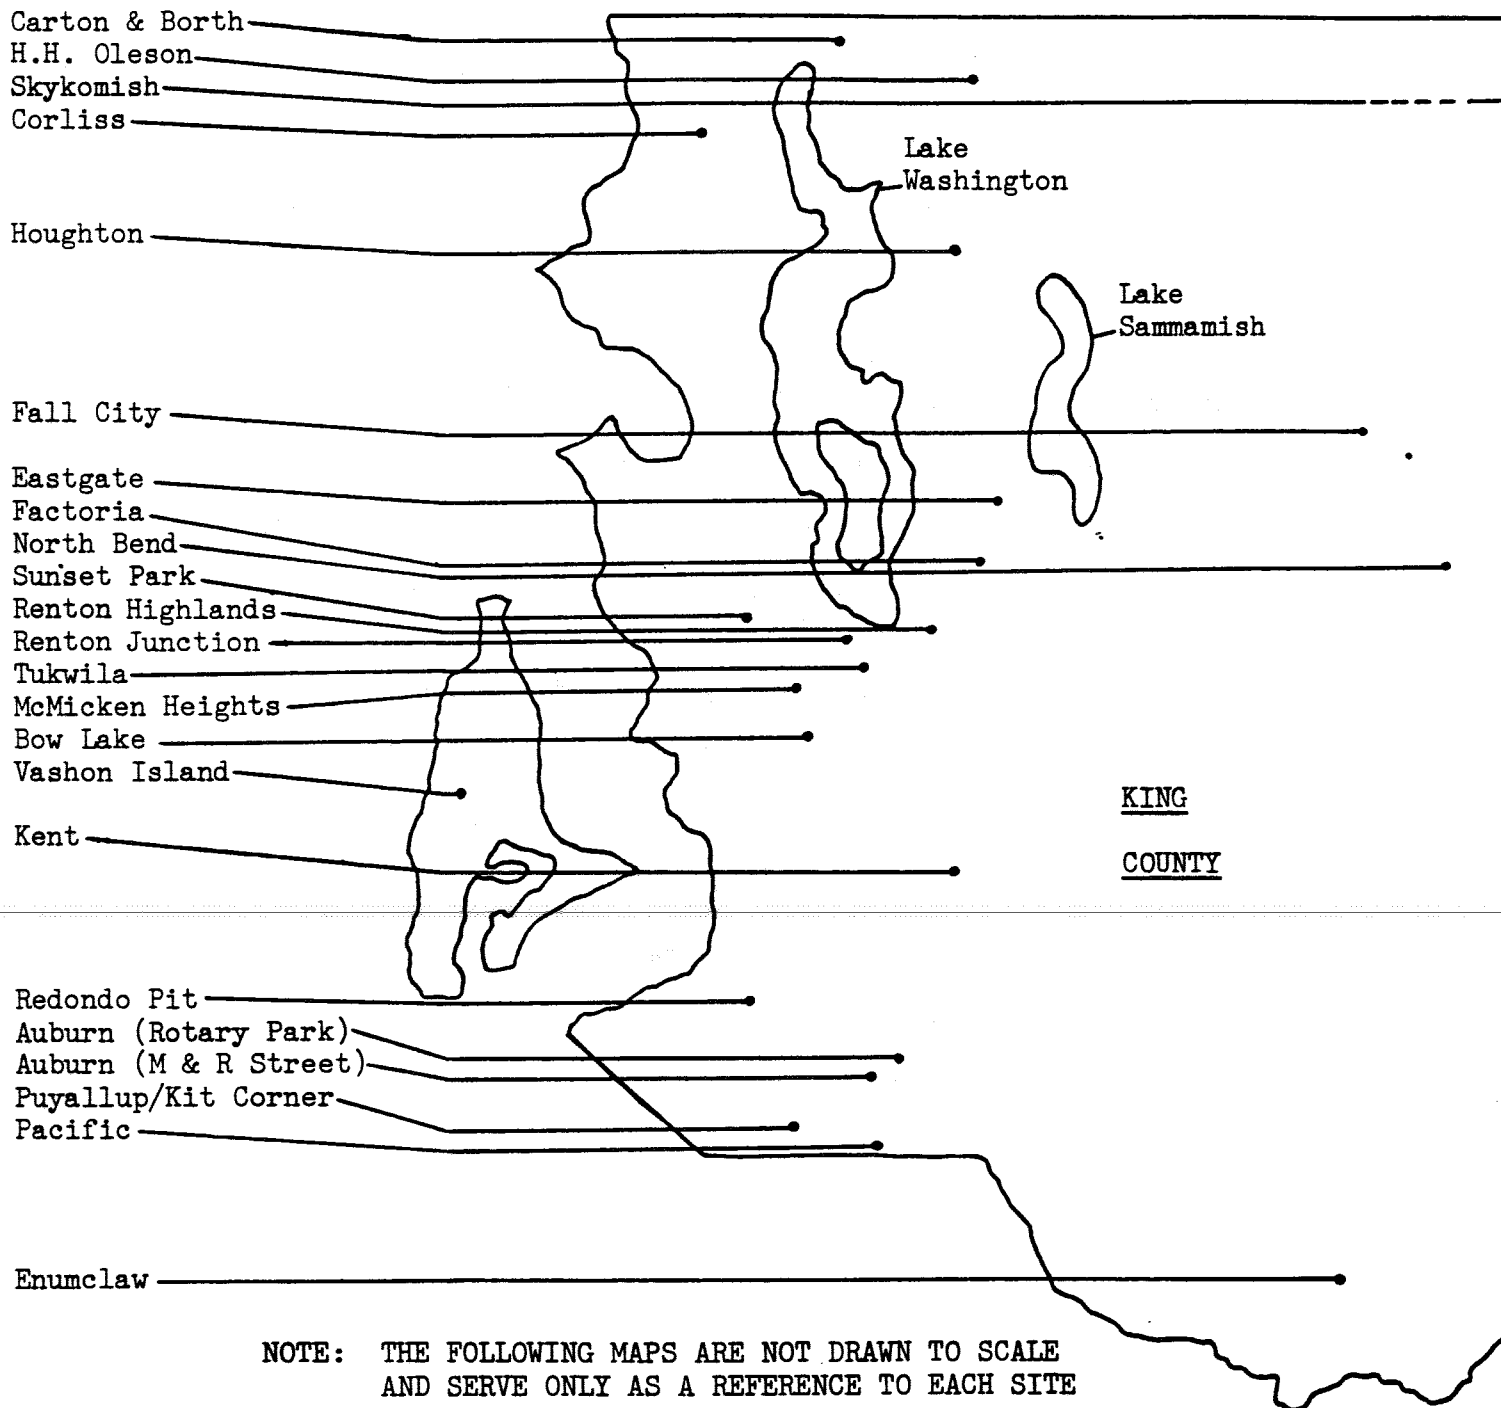 Carton & Borth
H.H. Oleson
Skykomish
Corliss
Lake
Washington
Houghton
Lake
Sammamish
Fall City
Eastgate
Factoria
North Bend
Sunset Park
Renton Highlands
Renton Junction
Tukwila
McMicken Heights
Bow Lake
Vashon Island
KING
Kent
COUNTY
Redondo Pit
Auburn (Rotary Park)
Auburn (M & R Street)
Puyallup/Kit Corner
Pacific
Enumclaw
NOTE: THE FOLLOWING MAPS ARE NOT DRAWN TO SCALE
AND SERVE ONLY AS A REFERENCE TO EACH SITE